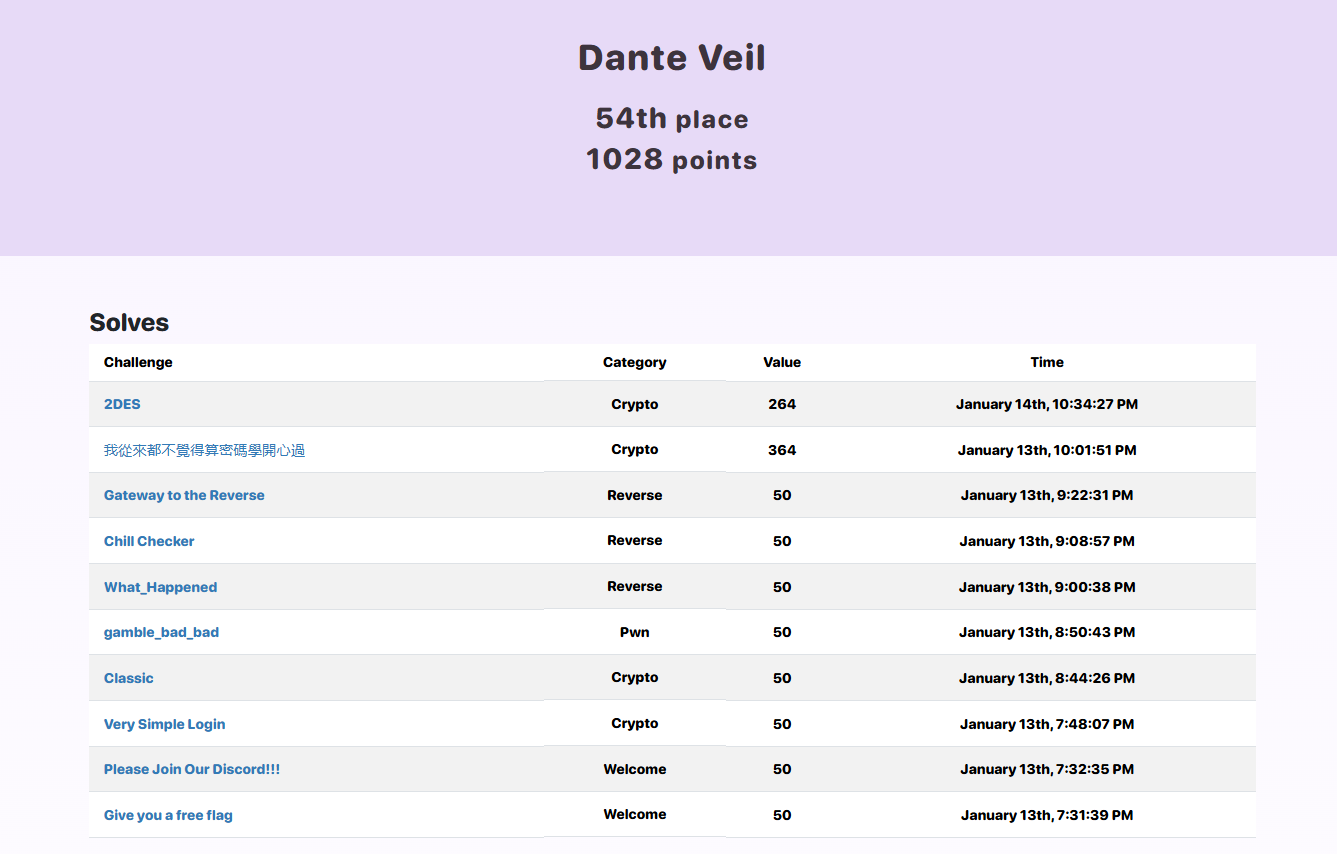 Dante Veil
54th place
1028 points
Solves
Challenge Category Value Time
2DES Crypto 264 January 14th, 10:34:27 PM
我從來都不覺得算密碼學開心過 Crypto 364 January 13th, 10:01:51 PM
Gateway to the Reverse Reverse 50 January 13th, 9:22:31 PM
Chill Checker Reverse 50 January 13th, 9:08:57 PM
What_Happened Reverse 50 January 13th, 9:00:38 PM
gamble_bad_bad Pwn 50 January 13th, 8:50:43 PM
Classic Crypto 50 January 13th, 8:44:26 PM
Very Simple Login Crypto 50 January 13th, 7:48:07 PM
Please Join Our Discord!!! Welcome 50 January 13th, 7:32:35 PM
Give you a free flag Welcome 50 January 13th, 7:31:39 PM